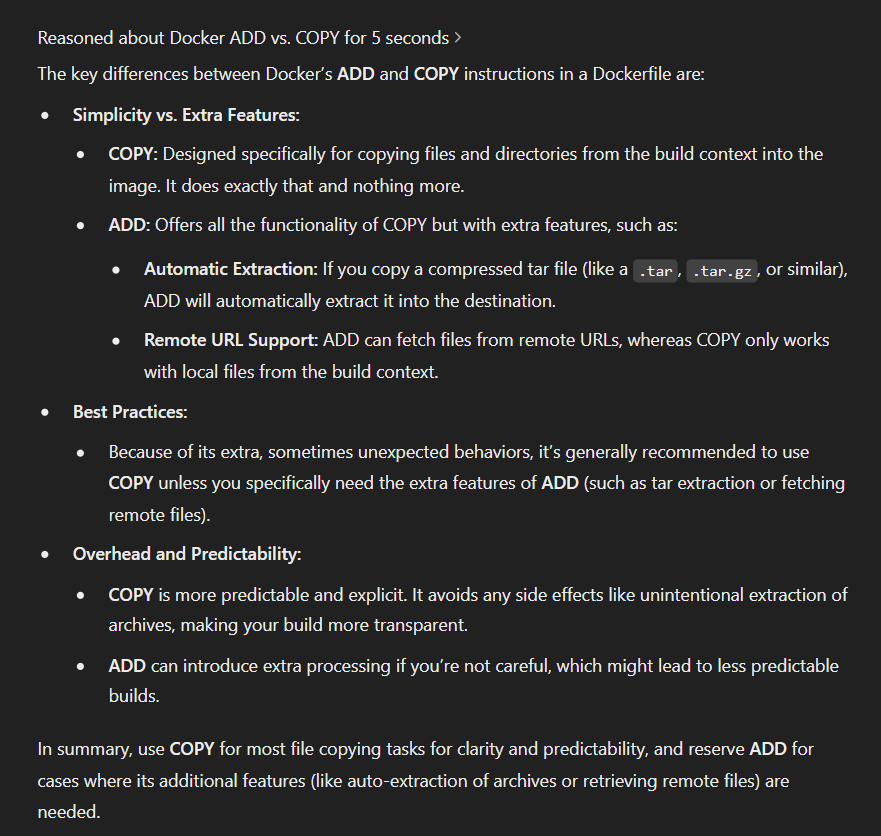 Reasoned about Docker ADD vs. COPY for 5 seconds >
The key differences between Docker’s ADD and COPY instructions in a Dockerfile are:
• Simplicity vs. Extra Features:
• COPY: Designed specifically for copying files and directories from the build context into the
image. It does exactly that and nothing more.
• ADD: Offers all the functionality of COPY but with extra features, such as:
• Automatic Extraction: If you copy a compressed tar file (like a .tar, .tar.gz, or similar),
ADD will automatically extract it into the destination.
• Remote URL Support: ADD can fetch files from remote URLs, whereas COPY only works
with local files from the build context.
• Best Practices:
• Because of its extra, sometimes unexpected behaviors, it’s generally recommended to use
COPY unless you specifically need the extra features of ADD (such as tar extraction or fetching
remote files).
• Overhead and Predictability:
• COPY is more predictable and explicit. It avoids any side effects like unintentional extraction of
archives, making your build more transparent.
• ADD can introduce extra processing if you’re not careful, which might lead to less predictable
builds.
In summary, use COPY for most file copying tasks for clarity and predictability, and reserve ADD for
cases where its additional features (like auto-extraction of archives or retrieving remote files) are
needed.